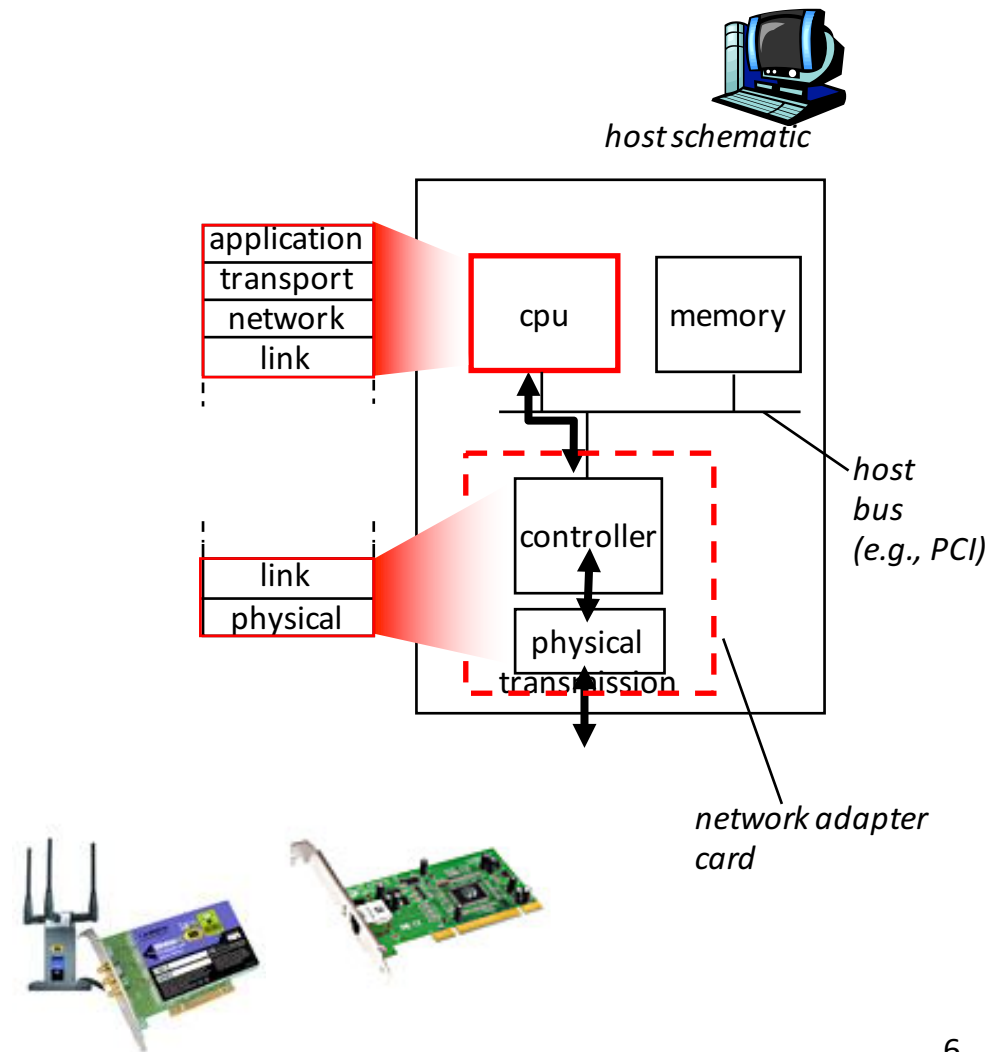 host schematic
application
transport
network
link
cpu
memory
host
bus
(e.g., PCI)
controller
link
physical
physical
transmission
network adapter
card
6